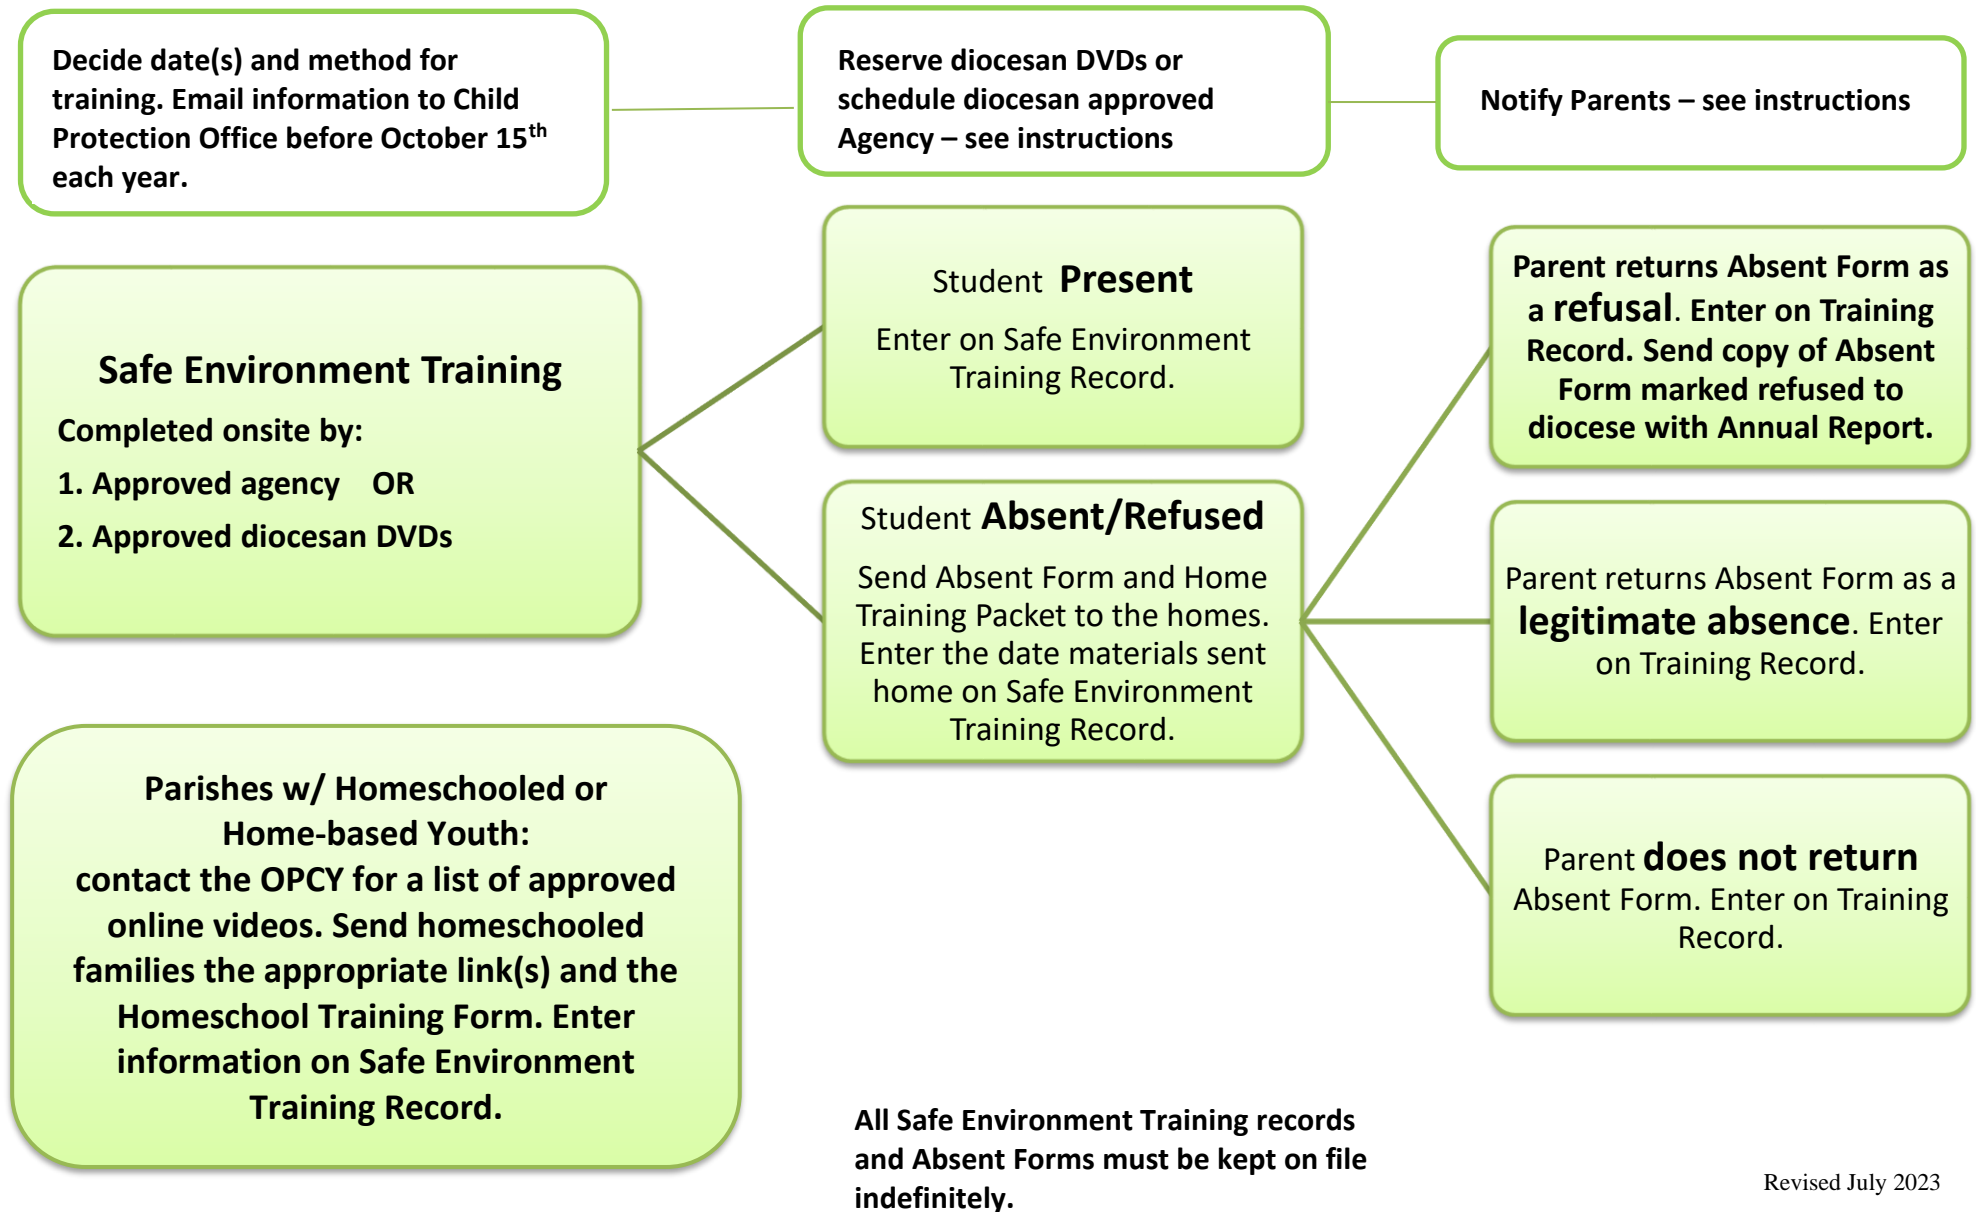 Decide date(s) and method for
training. Email information to Child
Protection Office before October 15th
each year.
Reserve diocesan DVDs or
schedule diocesan approved
Agency – see instructions
Notify Parents – see instructions
Safe Environment Training
Completed onsite by:
1. Approved agency OR
2. Approved diocesan DVDs
Student Present
Enter on Safe Environment
Training Record.
Student Absent/Refused
Send Absent Form and Home
Training Packet to the homes.
Enter the date materials sent
home on Safe Environment
Training Record.
Parent returns Absent Form as
a refusal. Enter on Training
Record. Send copy of Absent
Form marked refused to
diocese with Annual Report.
Parent returns Absent Form as a
legitimate absence. Enter
on Training Record.
Parent does not return
Absent Form. Enter on Training
Record.
Parishes w/ Homeschooled or
Home-based Youth:
contact the OPCY for a list of approved
online videos. Send homeschooled
families the appropriate link(s) and the
Homeschool Training Form. Enter
information on Safe Environment
Training Record.
All Safe Environment Training records
and Absent Forms must be kept on file
indefinitely.
Revised July 2023